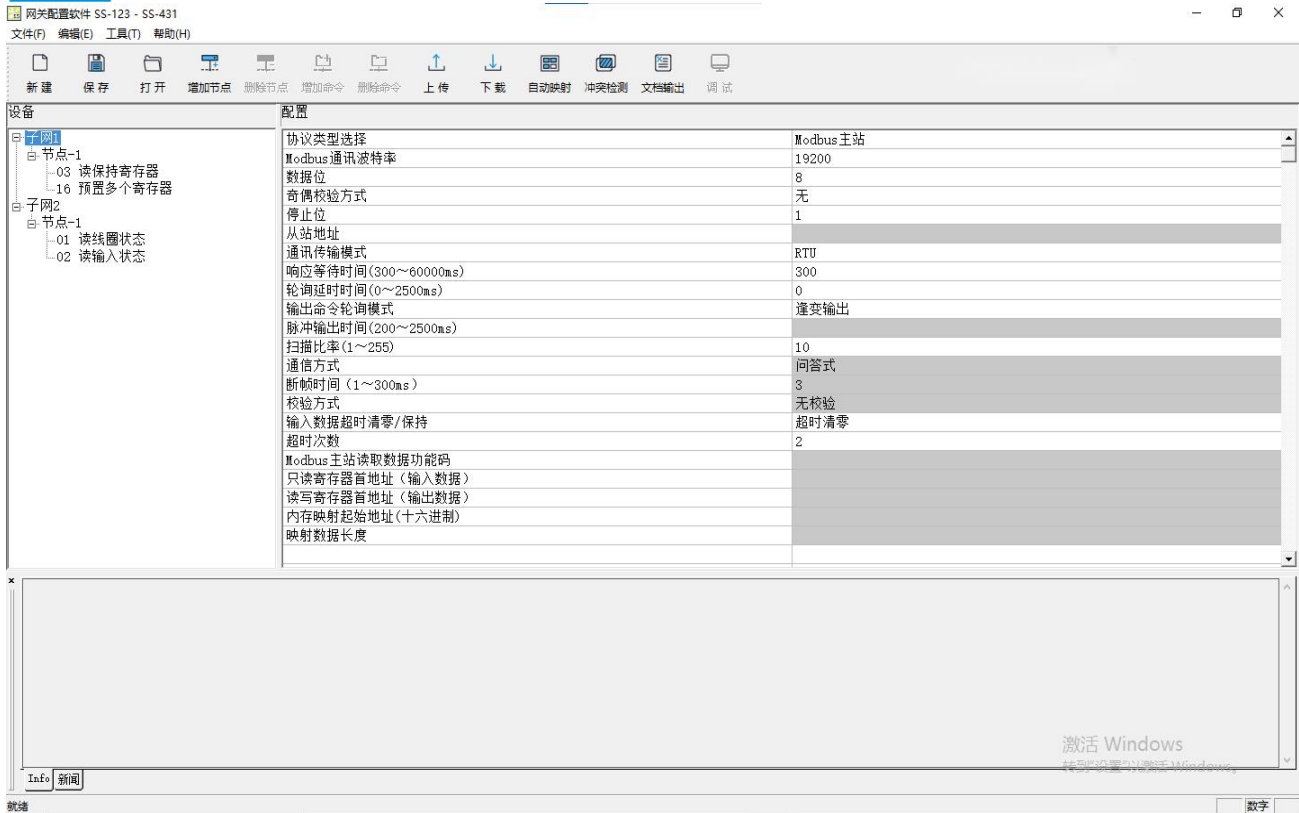 网关配置软件 SS-123 - SS-431
文件(F) 编辑(E) 工具(T) 帮助(H)
新建 保存 打开 增加节点 删除节点 增加命令 删除命令 上传 下载 自动映射 冲突检测 文档输出 调试
设备
子网1
节点-1
03 读保持寄存器
16 预置多个寄存器
子网2
节点-1
01 读线圈状态
02 读输入状态
配置
协议类型选择 Modbus主站
Modbus通讯波特率 19200
数据位 8
奇偶校验方式 无
停止位 1
从站地址
通讯传输模式 RTU
响应等待时间(300～60000ms) 300
轮询延时时间(0～2500ms) 0
输出命令轮询模式 逢变输出
脉冲输出时间(200～2500ms)
扫描比率(1～255) 10
通信方式 问答式
断帧时间（1～300ms） 3
校验方式 无校验
输入数据超时清零/保持 超时清零
超时次数 2
Modbus主站读取数据功能码
只读寄存器首地址（输入数据）
读写寄存器首地址（输出数据）
内存映射起始地址(十六进制)
映射数据长度
激活 Windows
转到"设置"以激活 Windows。
Info 新闻
就绪 数字